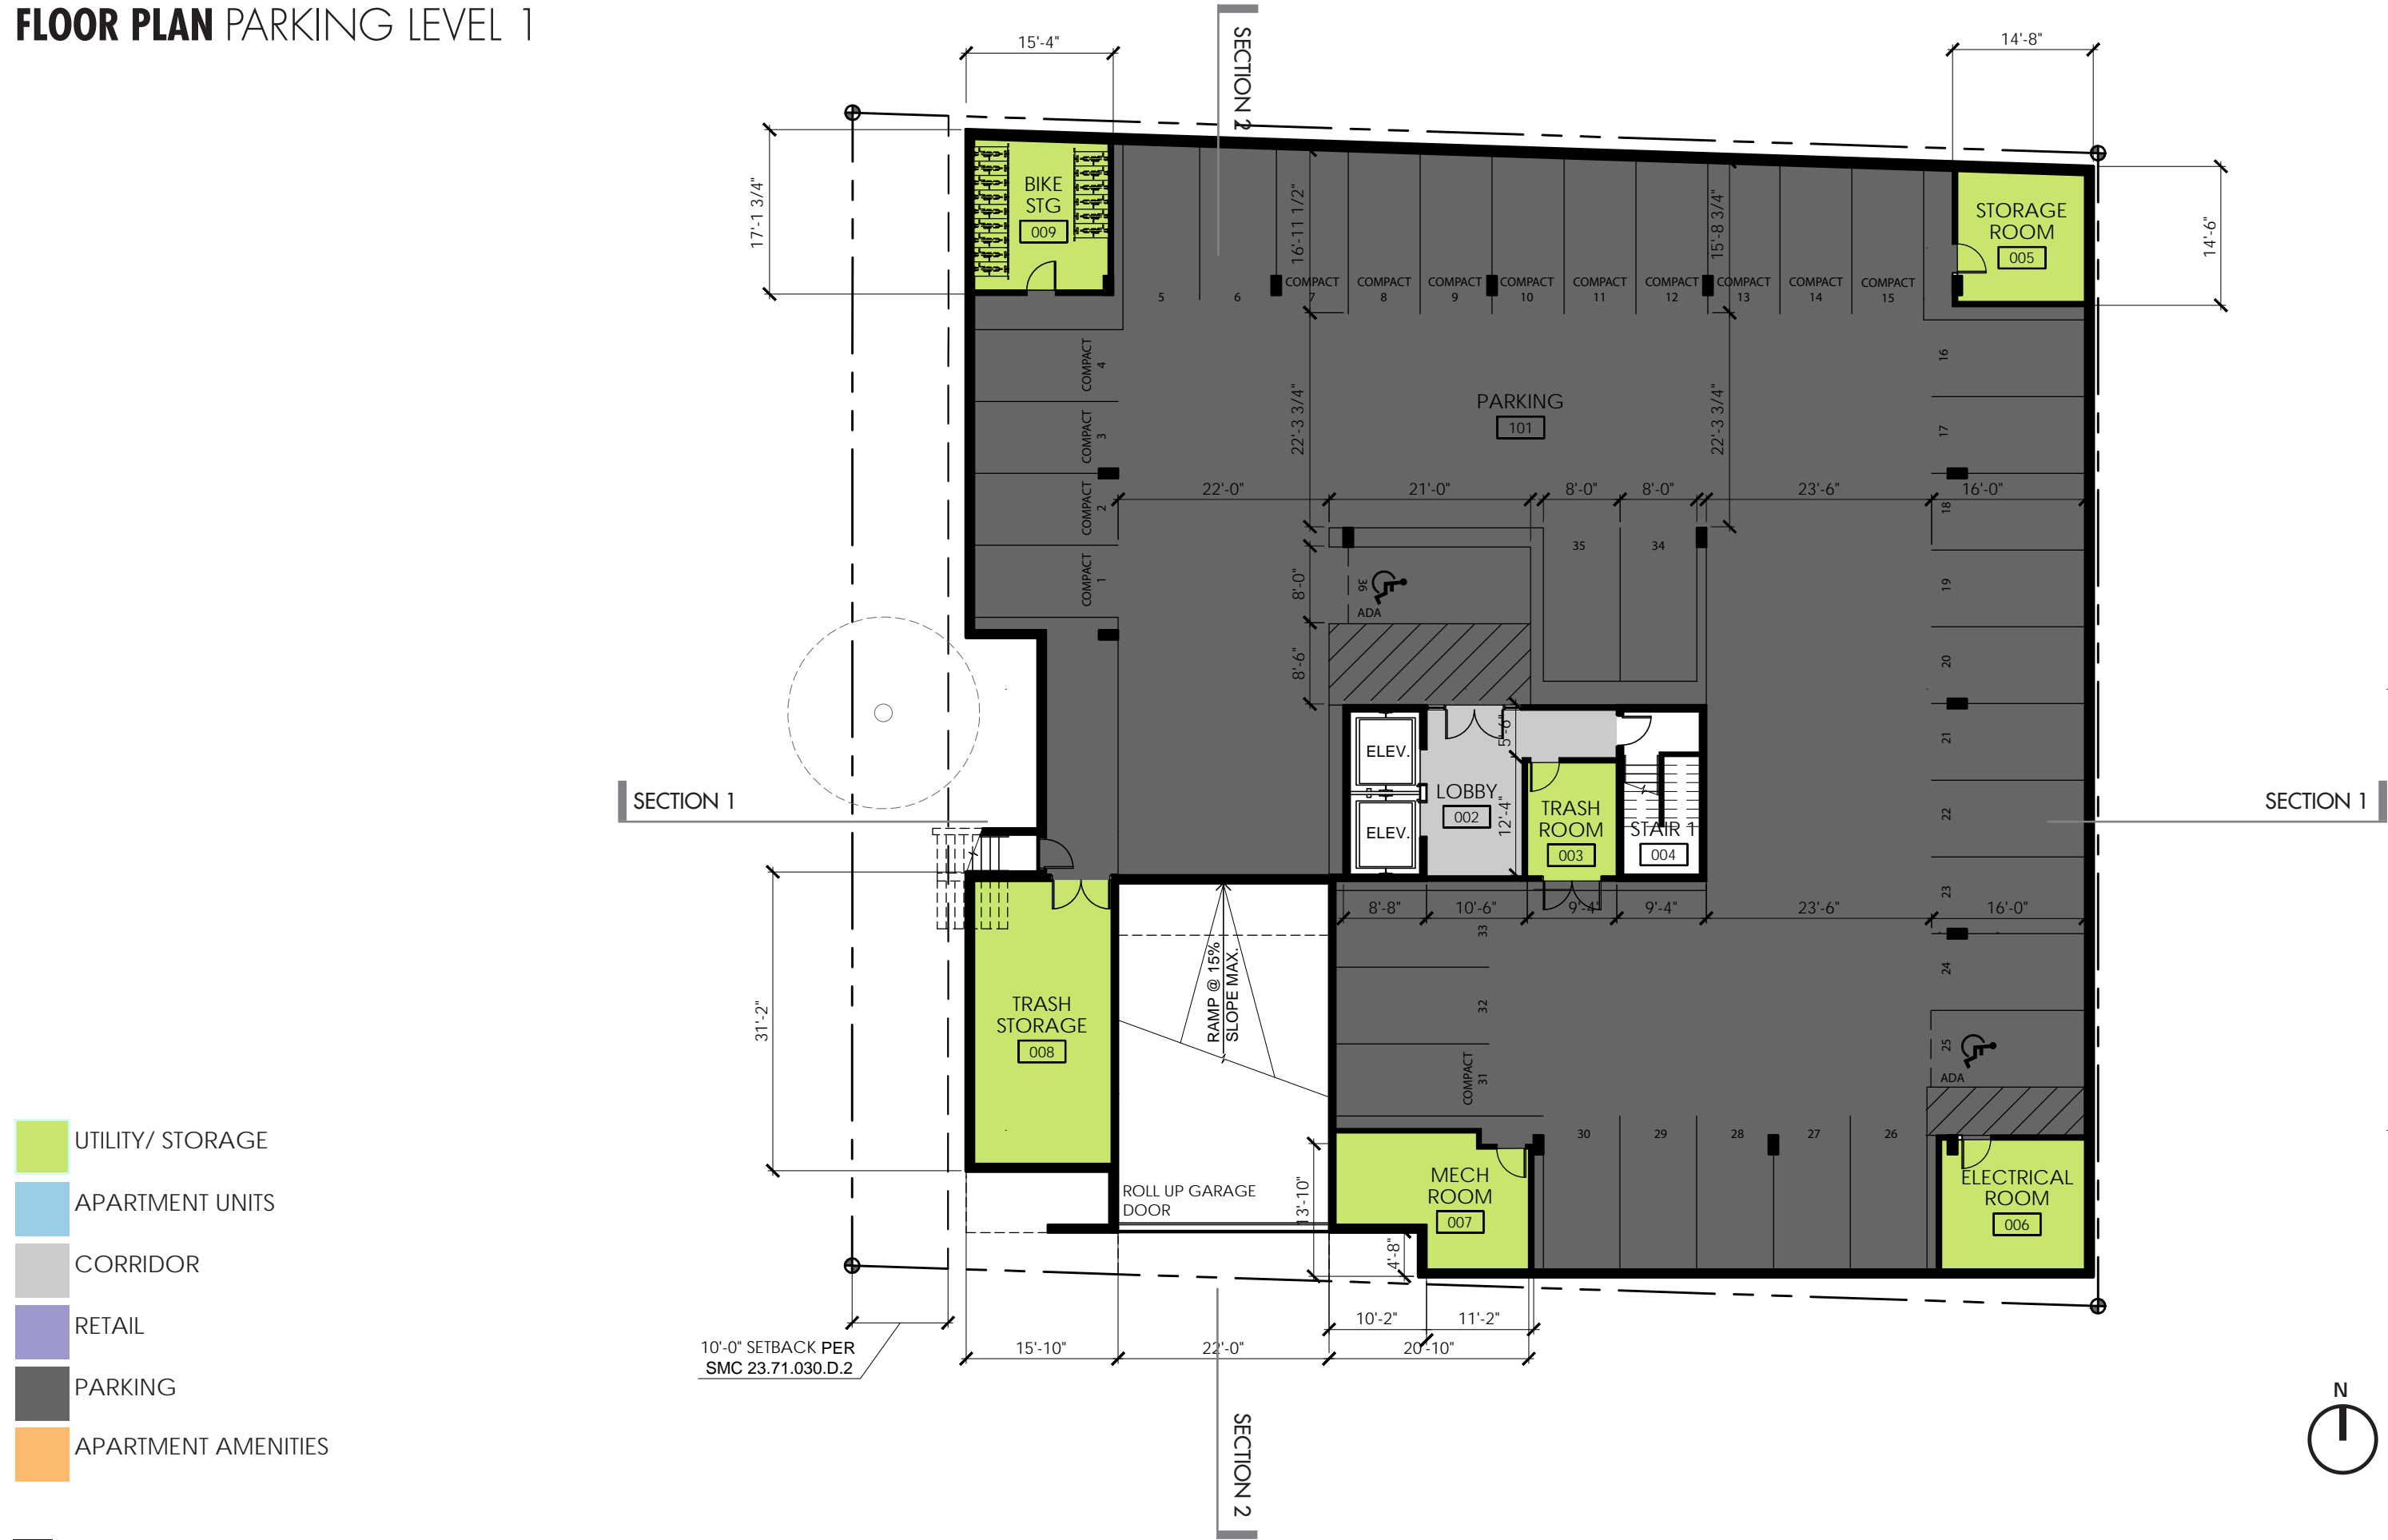 FLOOR PLAN PARKING LEVEL 1
15'-4"
SECTION 2
14'-8"
17'-1 3/4"
BIKE
STG
009
16'-11 1/2"
15'-8 3/4"
STORAGE
ROOM
005
14'-6"
5
6
COMPACT
7
COMPACT
8
COMPACT
9
COMPACT
10
COMPACT
11
COMPACT
12
COMPACT
13
COMPACT
14
COMPACT
15
COMPACT
4
COMPACT
3
COMPACT
2
COMPACT
1
22'-3 3/4"
PARKING
101
22'-3 3/4"
16
17
18
19
20
21
22
23
24
22'-0"
21'-0"
8'-0"
8'-0"
23'-6"
16'-0"
35
34
8'-0"
36
ADA
8'-6"
5'-6"
ELEV.
ELEV.
LOBBY
002
12'-4"
TRASH
ROOM
003
STAIR 1
004
SECTION 1
SECTION 1
8'-8"
10'-6"
9'-4"
9'-4"
23'-6"
16'-0"
33
32
COMPACT
31
31'-2"
TRASH
STORAGE
008
RAMP @ 15%
SLOPE MAX.
25
ADA
30
29
28
27
26
ROLL UP GARAGE
DOOR
13'-10"
MECH
ROOM
007
4'-8"
ELECTRICAL
ROOM
006
10'-2"
11'-2"
10'-0" SETBACK PER
SMC 23.71.030.D.2
15'-10"
22'-0"
20'-10"
SECTION 2
UTILITY/ STORAGE
APARTMENT UNITS
CORRIDOR
RETAIL
PARKING
APARTMENT AMENITIES
N